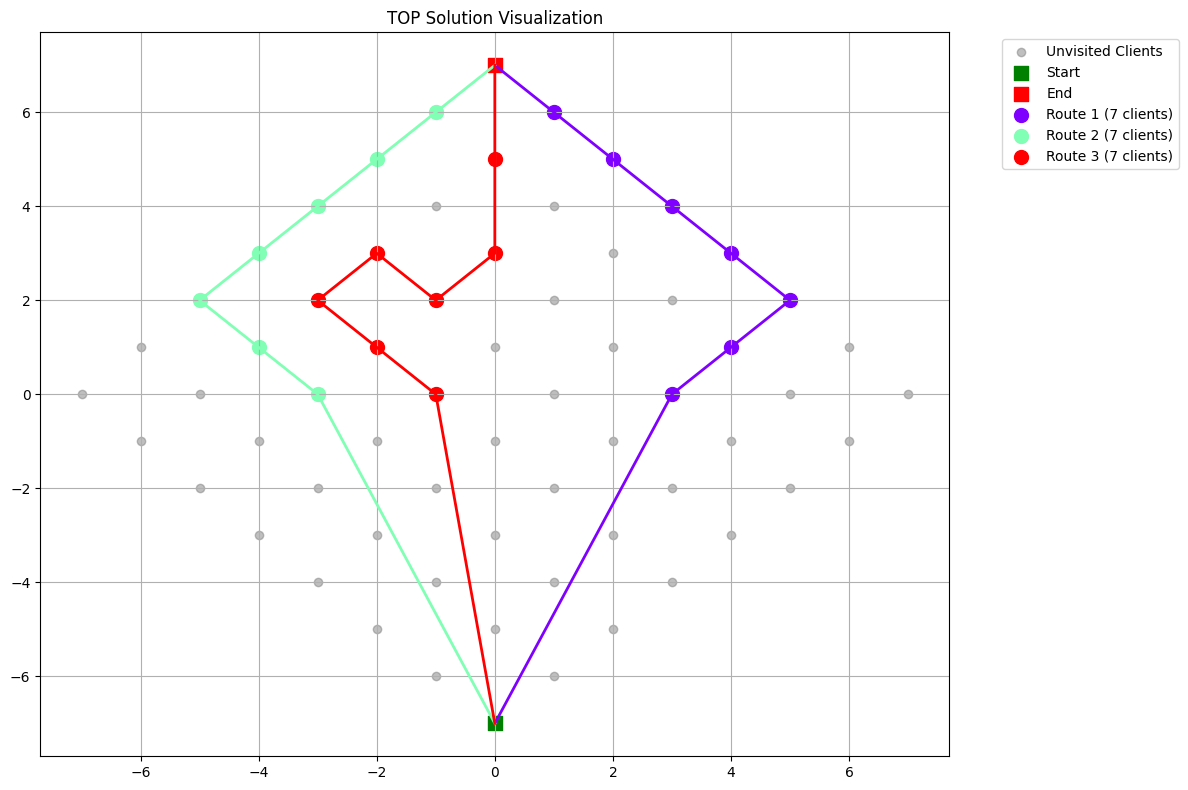 TOP Solution Visualization
Unvisited Clients
Start
End
Route 1 (7 clients)
Route 2 (7 clients)
Route 3 (7 clients)
6
4
2
0
−2
−4
−6
−6 −4 −2 0 2 4 6